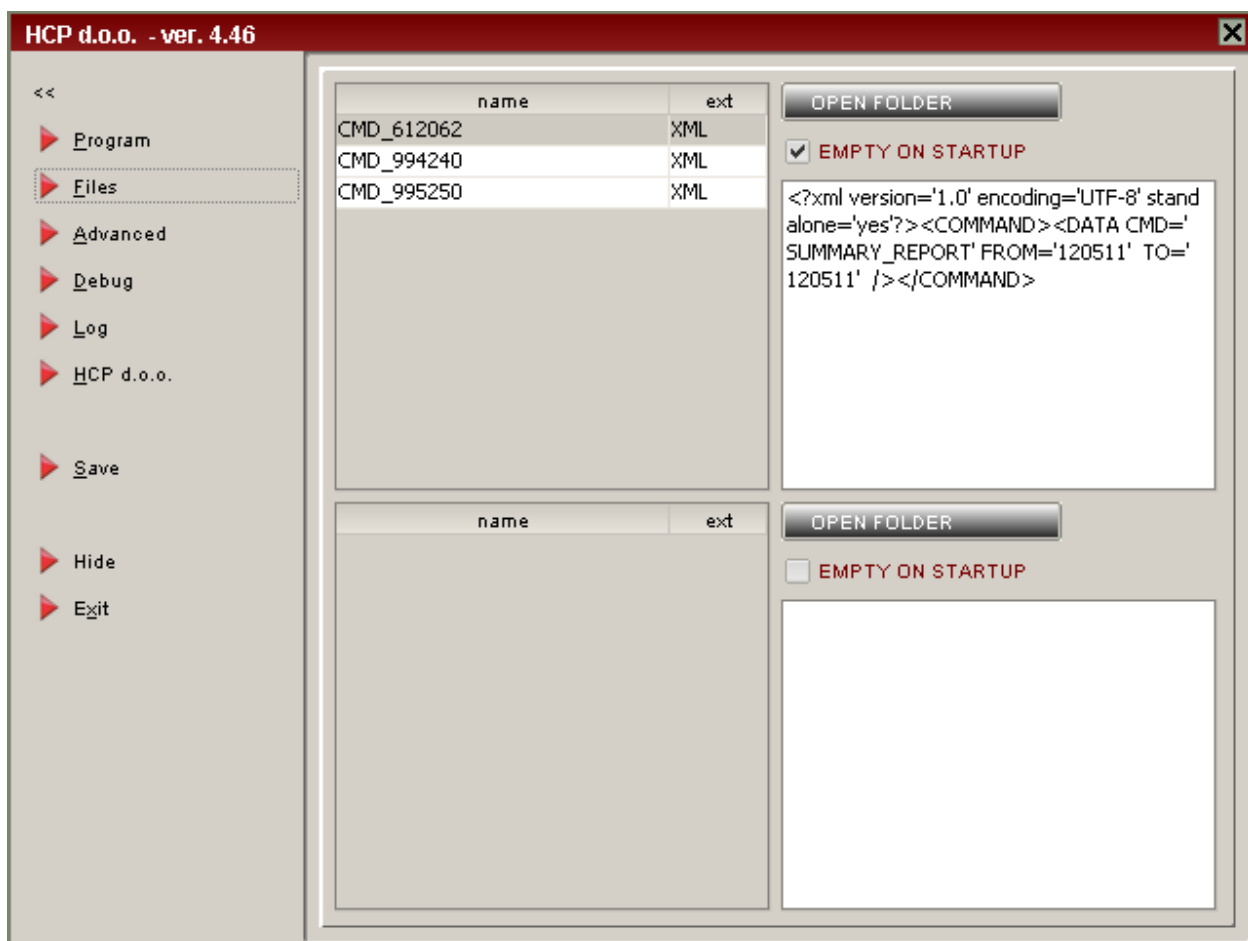 HCP d.o.o. - ver. 4.46
<<
Program
Files
Advanced
Debug
Log
HCP d.o.o.
Save
Hide
Exit
name ext
CMD_612062 XML
CMD_994240 XML
CMD_995250 XML
OPEN FOLDER
EMPTY ON STARTUP
<?xml version='1.0' encoding='UTF-8' stand
alone='yes'?><COMMAND><DATA CMD='
SUMMARY_REPORT' FROM='120511'  TO='
120511'  /></COMMAND>
name ext
OPEN FOLDER
EMPTY ON STARTUP